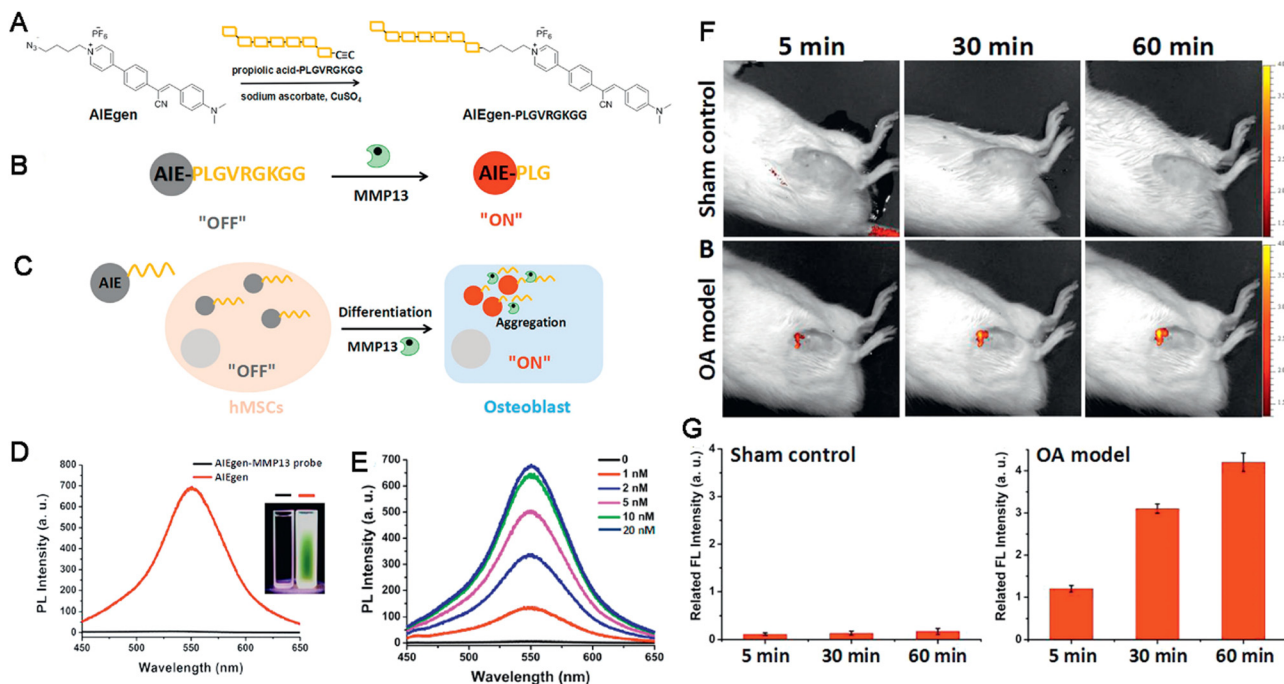 A
PF₆
N₃
N⁺
CN
N
AIEgen
C≡C
propiolic acid-PLGVRGKGG
sodium ascorbate, CuSO₄
PF₆
N⁺
CN
N
AIEgen-PLGVRGKGG
B
AIE-PLGVRGKGG
MMP13
AIE-PLG
"OFF"
"ON"
C
AIE
"OFF"
hMSCs
Differentiation
MMP13
Aggregation
"ON"
Osteoblast
D
PL Intensity (a. u.)
800
700
600
500
400
300
200
100
0
AIEgen-MMP13 probe
AIEgen
450 500 550 600 650
Wavelength (nm)
E
PL Intensity (a. u.)
700
600
500
400
300
200
100
0
0
1 nM
2 nM
5 nM
10 nM
20 nM
450 500 550 600 650
Wavelength (nm)
F
5 min 30 min 60 min
Sham control
B
OA model
G
Sham control
Related FL Intensity (a. u.)
4
3
2
1
0
5 min 30 min 60 min
OA model
Related FL Intensity (a. u.)
4
3
2
1
0
5 min 30 min 60 min